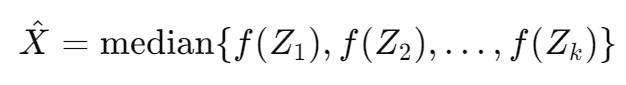 X̂ = median{f(Z₁), f(Z₂), . . . , f(Zₖ)}